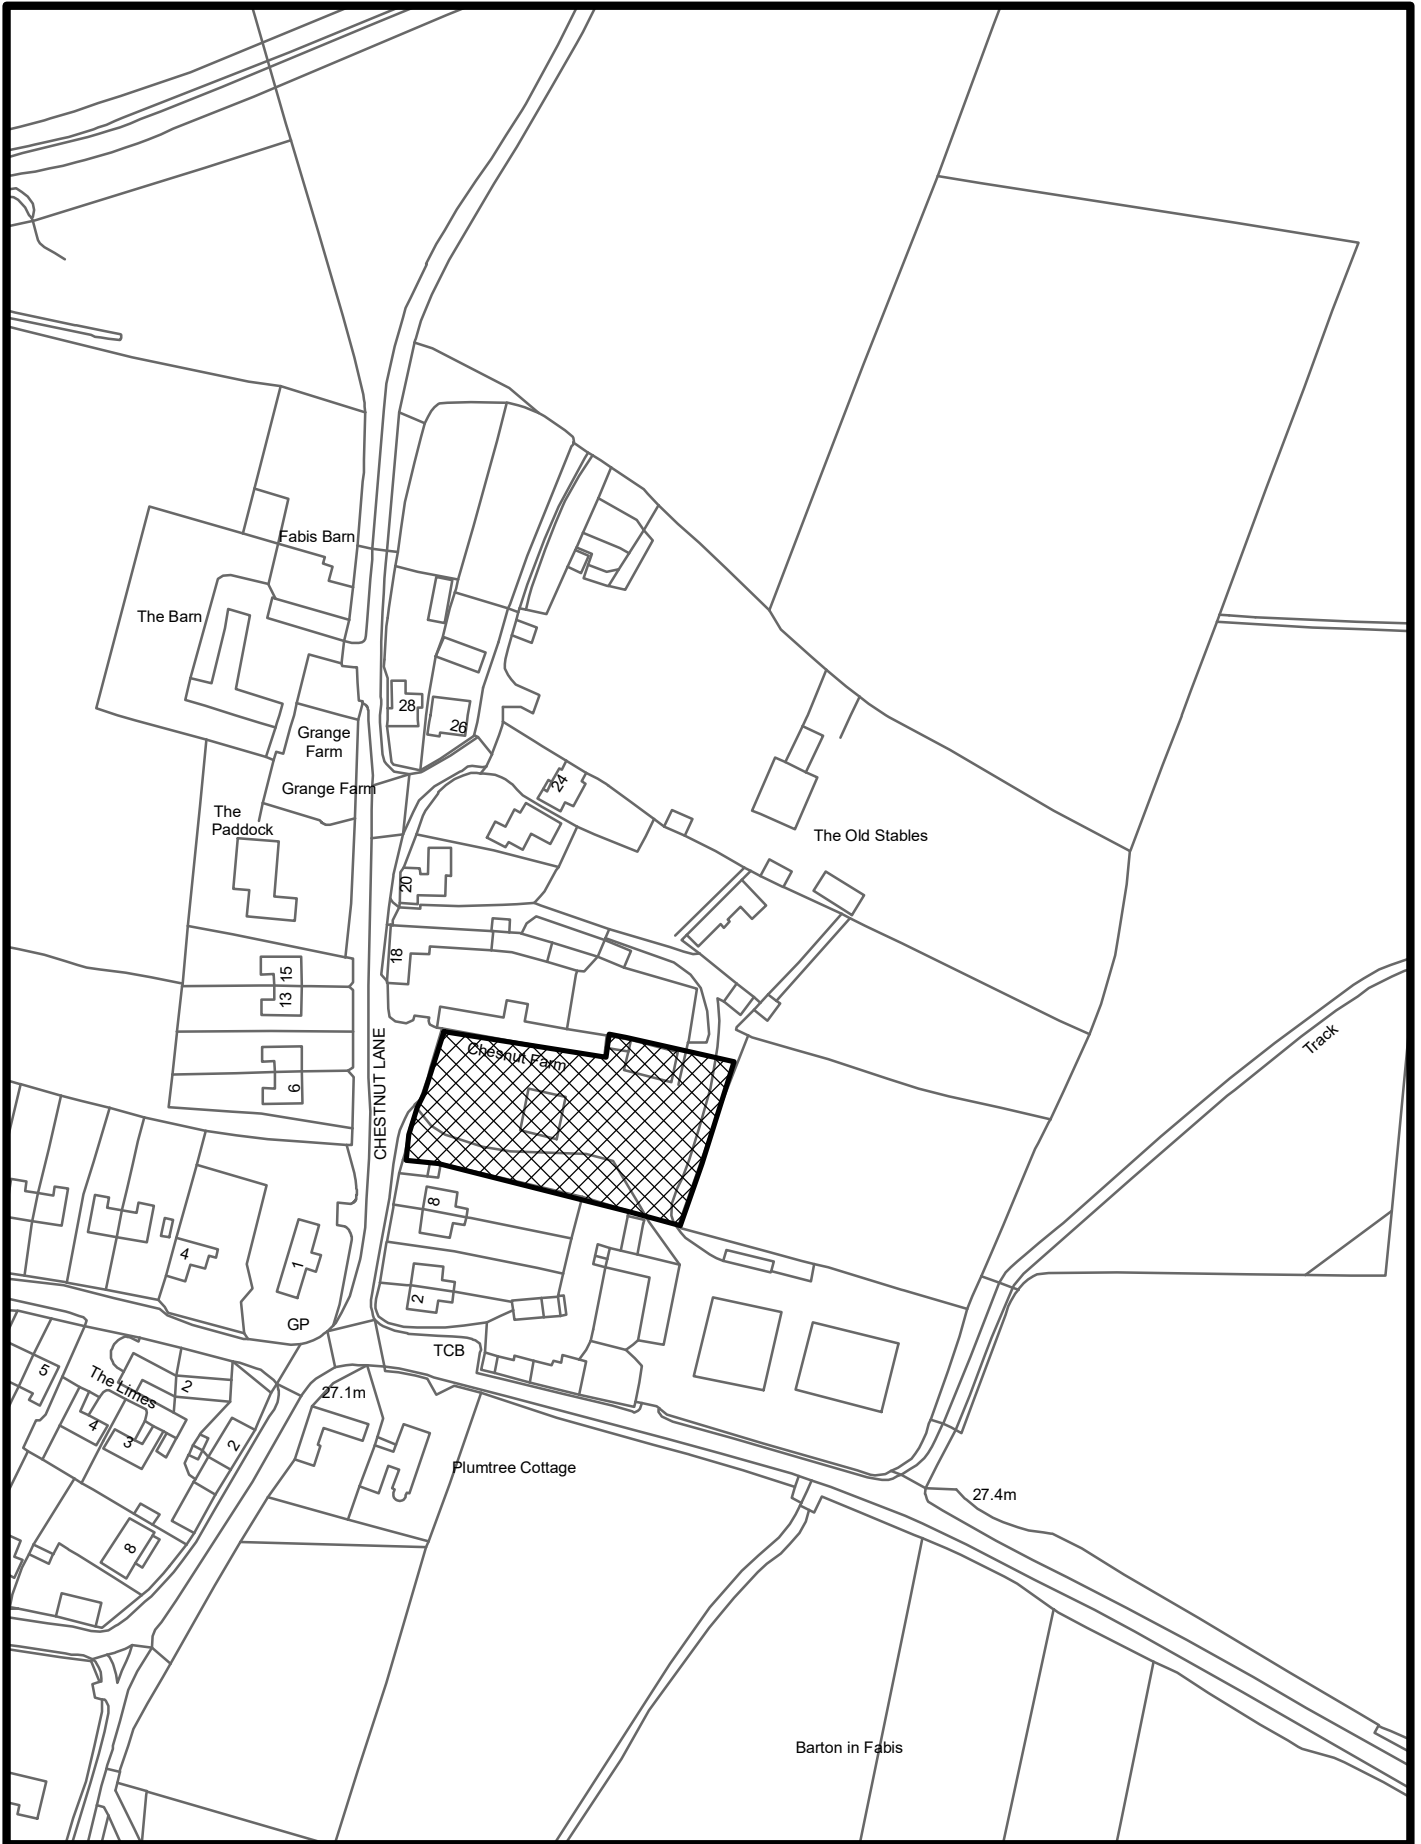 Fabis Barn
The Barn
28
26
Grange
Farm
Grange Farm
24
The
Paddock
The Old Stables
20
18
15
13
CHESTNUT LANE
Chesnut Farm
Track
6
8
4
1
2
GP
TCB
5
The Limes
2
27.1m
4
3
2
Plumtree Cottage
27.4m
8
Barton in Fabis